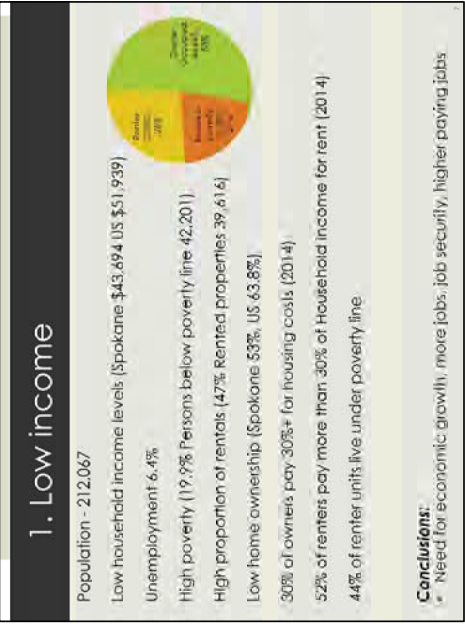 1. Low income
Population - 212,067
Low household income levels (Spokane $43,694 US $51,939)
Unemployment 6.4%
High poverty (19.9% Persons below poverty line 42,201)
High proportion of rentals (47% Rented properties 39,616)
Low home ownership (Spokane 53%, US 63.8%)
30% of owners pay 30%+ for housing costs (2014)
52% of renters pay more than 30% of Household income for rent (2014)
44% of renter units live under poverty line
Conclusions:
• Need for economic growth, more jobs, job security, higher paying jobs